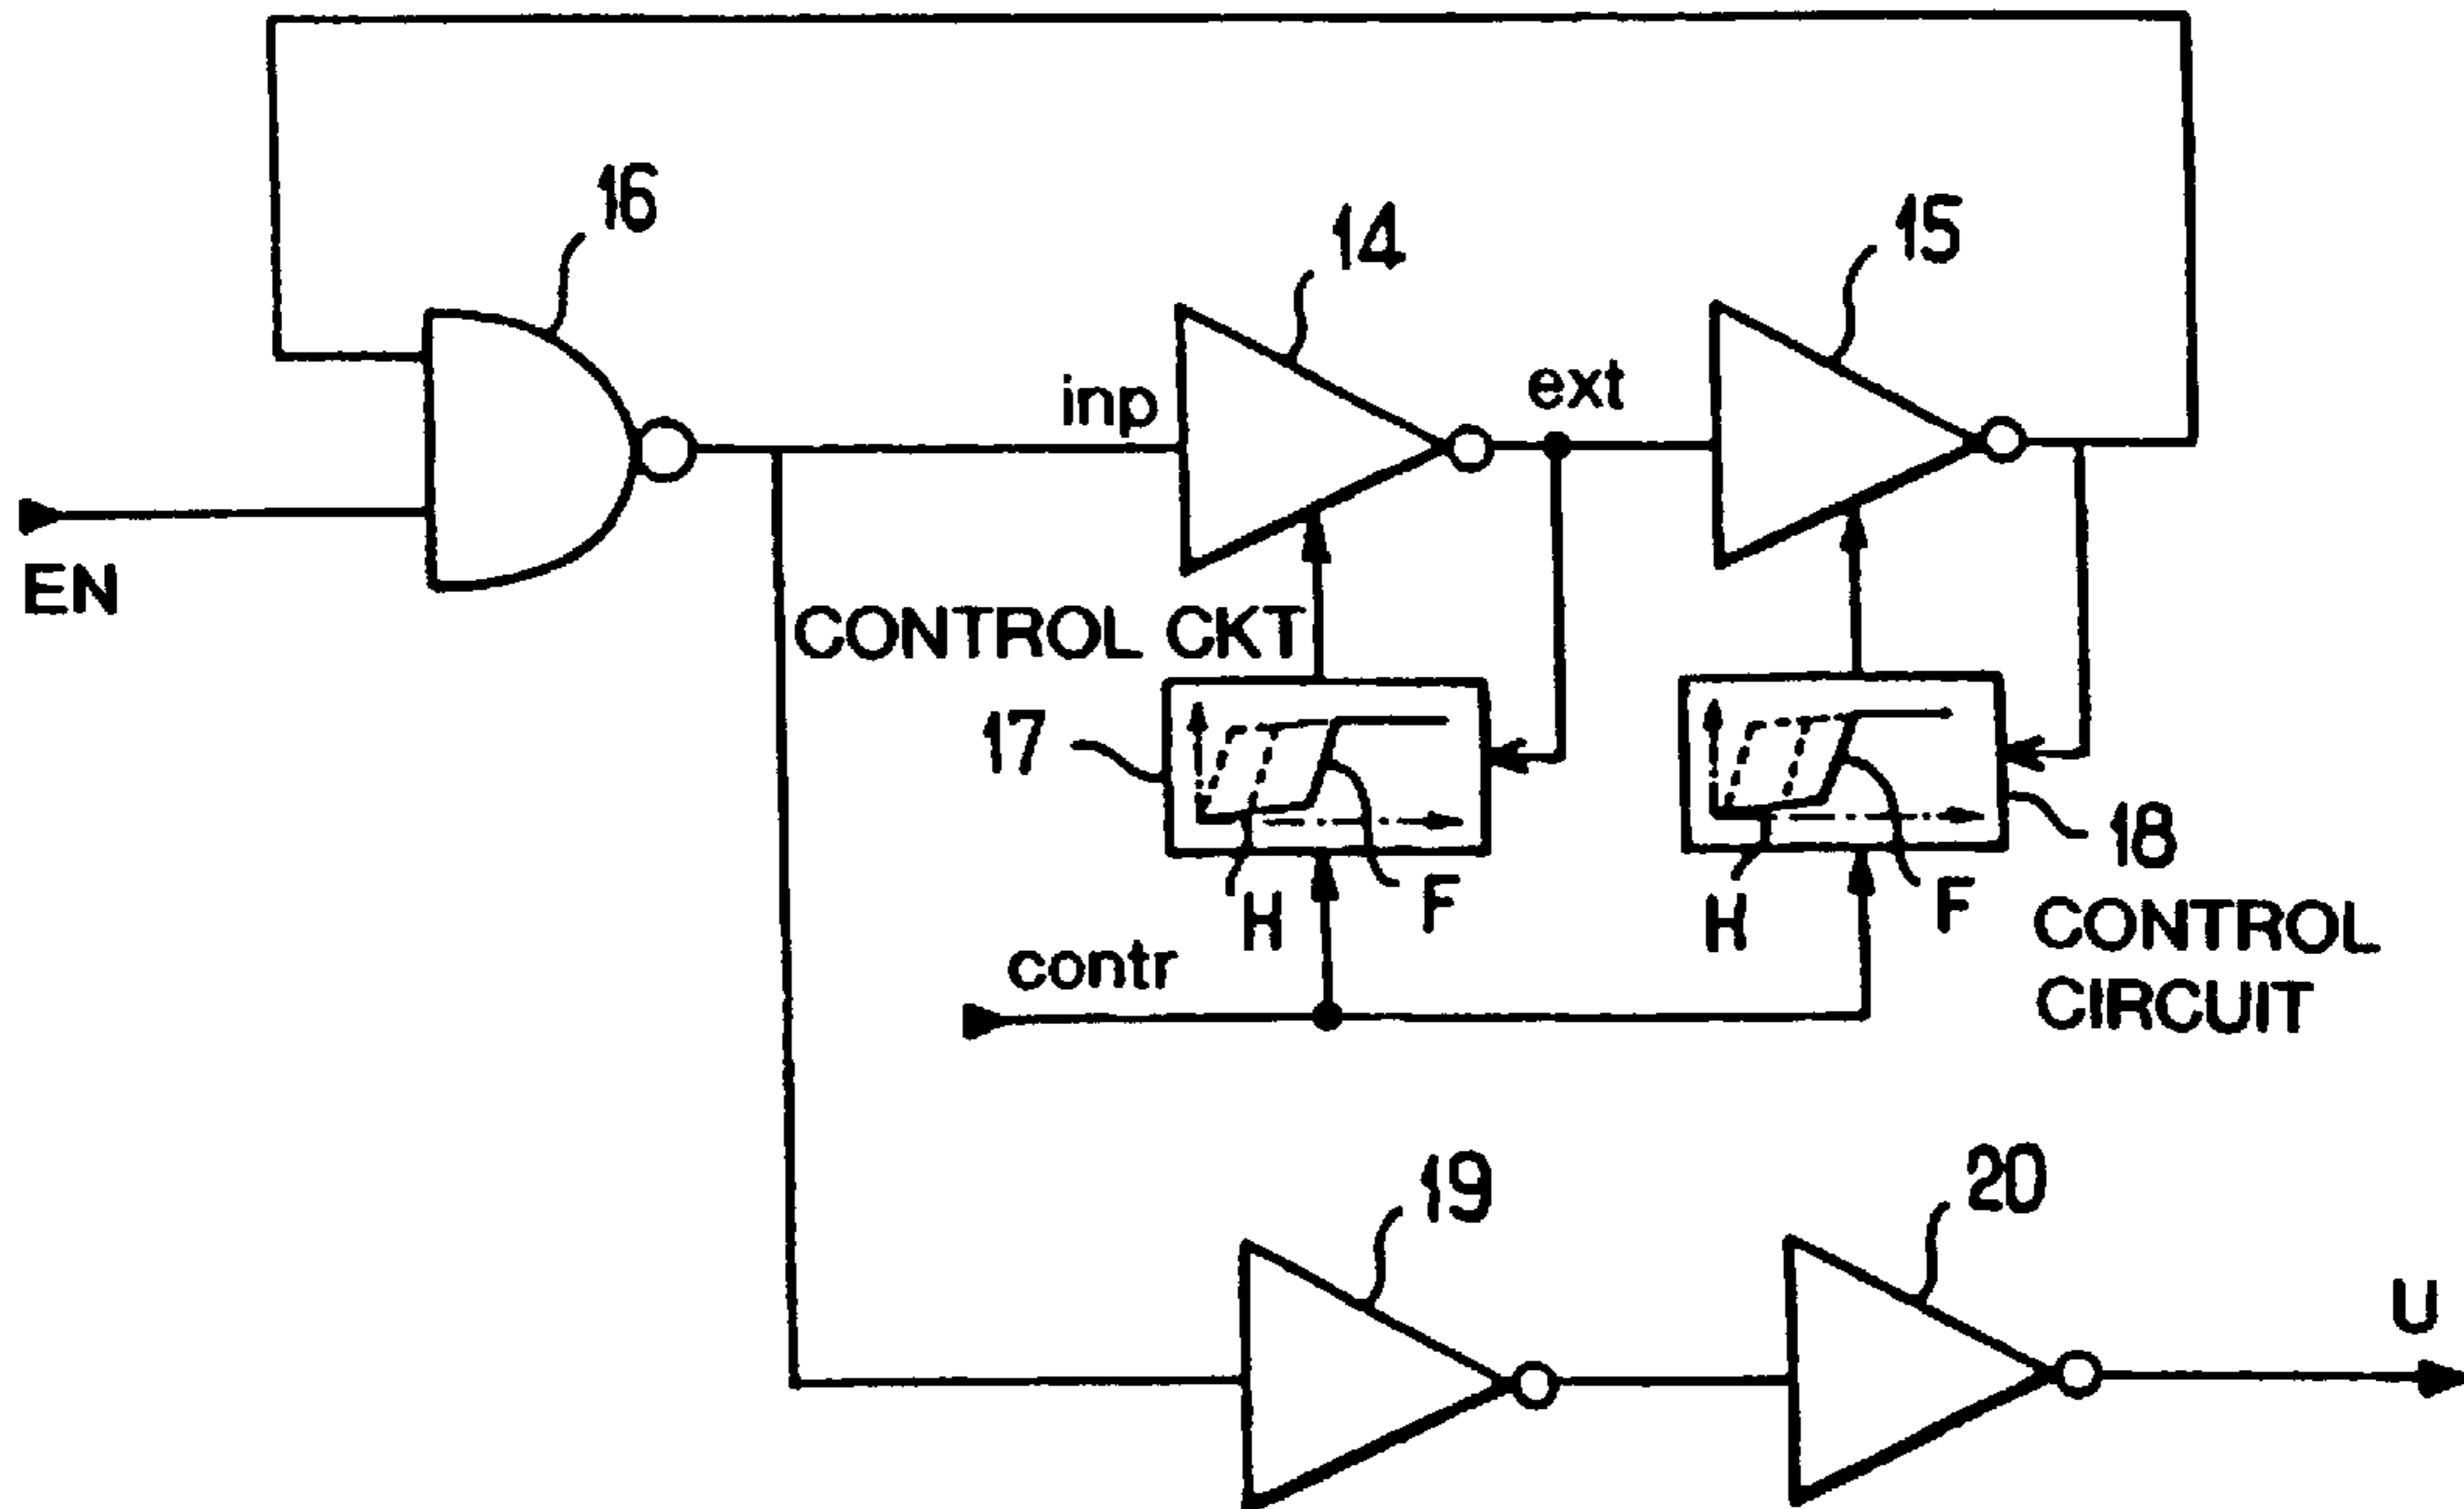 16
14
15
inp
ext
EN
CONTROL CKT
17
18
H
F
H
F
CONTROL
CIRCUIT
contr
19
20
U